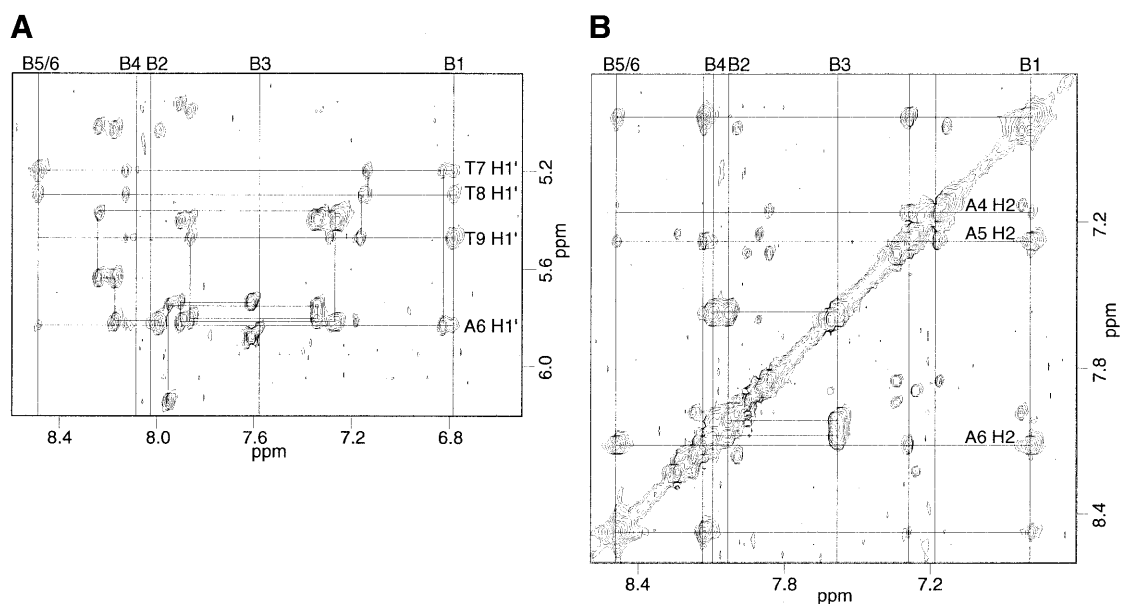 A
B5/6 B4 B2 B3 B1
T7 H1'
T8 H1'
T9 H1'
A6 H1'
5.2
5.6
6.0
ppm
8.4 8.0 7.6 7.2 6.8
ppm
B
B5/6 B4 B2 B3 B1
A4 H2
A5 H2
A6 H2
7.2
7.8
8.4
ppm
8.4 7.8 7.2
ppm